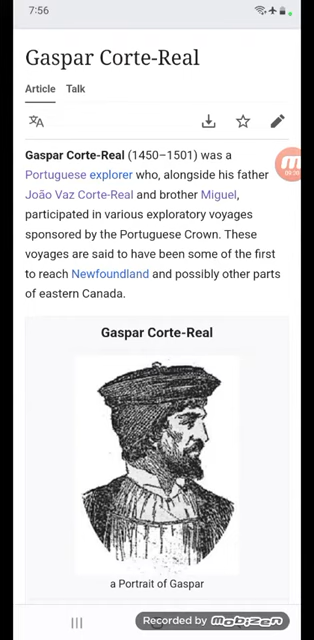 7:56
Gaspar Corte-Real
Article Talk
Gaspar Corte-Real (1450–1501) was a
Portuguese explorer who, alongside his father
João Vaz Corte-Real and brother Miguel,
participated in various exploratory voyages
sponsored by the Portuguese Crown. These
voyages are said to have been some of the first
to reach Newfoundland and possibly other parts
of eastern Canada.
Gaspar Corte-Real
a Portrait of Gaspar
Recorded by mobizen